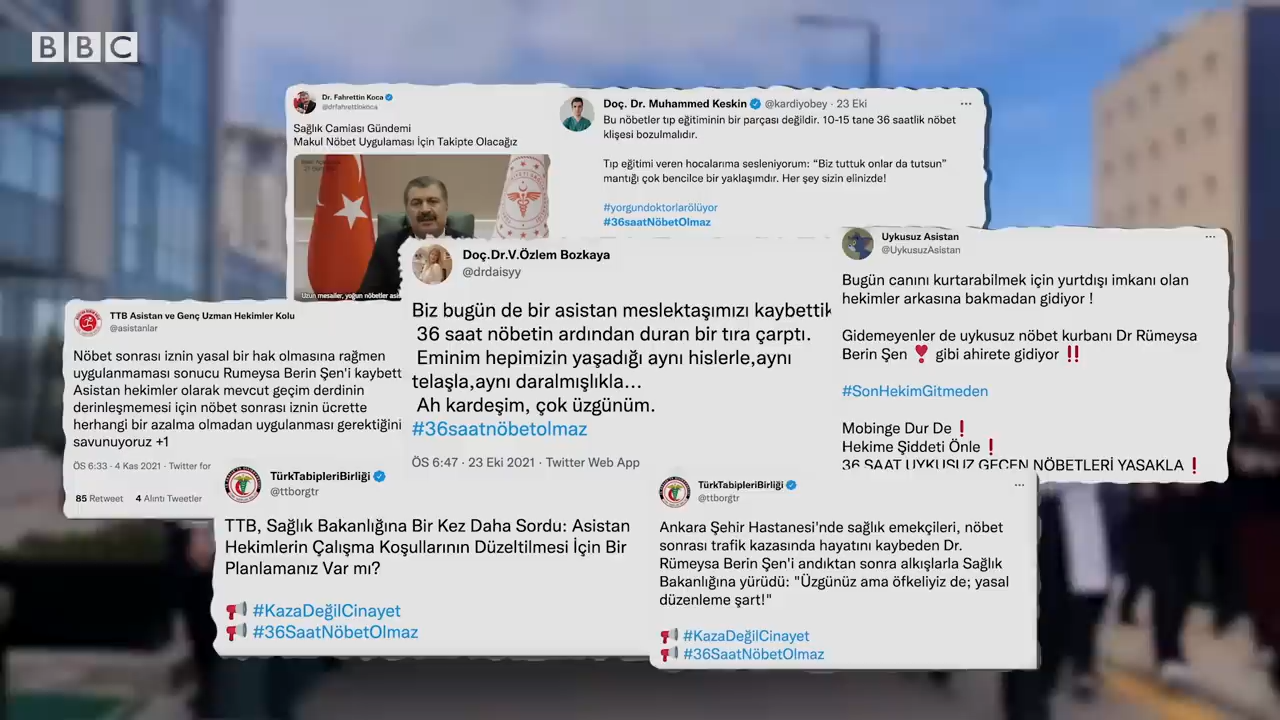 BBC
Dr. Fahrettin Koca
@drfahrettinkoca
Sağlık Camiası Gündemi
Makul Nöbet Uygulaması İçin Takipte Olacağız
Uzun mesailer, yoğun nöbetler
Doç. Dr. Muhammed Keskin @kardiyobey · 23 Eki
Bu nöbetler tıp eğitiminin bir parçası değildir. 10-15 tane 36 saatlik nöbet
klişesi bozulmalıdır.
Tıp eğitimi veren hocalarıma sesleniyorum: “Biz tuttuk onlar da tutsun”
mantığı çok bencilce bir yaklaşımdır. Her şey sizin elinizde!
#yorgundoktorlarölüyor
#36saatNöbetOlmaz
Doç.Dr.V.Özlem Bozkaya
@drdaisyy
Biz bugün de bir asistan meslektaşımızı kaybettik
36 saat nöbetin ardından duran bir tıra çarptı.
Eminim hepimizin yaşadığı aynı hislerle,aynı
telaşla,aynı daralmışlıkla...
Ah kardeşim, çok üzgünüm.
#36saatnöbetolmaz
ÖS 6:47 · 23 Eki 2021 · Twitter Web App
Uykusuz Asistan
@UykusuzAsistan
Bugün canını kurtarabilmek için yurtdışı imkanı olan
hekimler arkasına bakmadan gidiyor !
Gidemeyenler de uykusuz nöbet kurbanı Dr Rümeysa
Berin Şen ❣️ gibi ahirete gidiyor ‼️
#SonHekimGitmeden
Mobinge Dur De❗
Hekime Şiddeti Önle❗
36 SAAT UYKUSUZ GEÇEN NÖBETLERİ YASAKLA❗
TTB Asistan ve Genç Uzman Hekimler Kolu
@asistanlar
Nöbet sonrası iznin yasal bir hak olmasına rağmen
uygulanmaması sonucu Rumeysa Berin Şen'i kaybett
Asistan hekimler olarak mevcut geçim derdinin
derinleşmemesi için nöbet sonrası iznin ücrette
herhangi bir azalma olmadan uygulanması gerektiğini
savunuyoruz +1
ÖS 6:33 · 4 Kas 2021 · Twitter for
85 Retweet 4 Alıntı Tweetler
TürkTabipleriBirliği
@ttborgtr
TTB, Sağlık Bakanlığına Bir Kez Daha Sordu: Asistan
Hekimlerin Çalışma Koşullarının Düzeltilmesi İçin Bir
Planlamanız Var mı?
📢 #KazaDeğilCinayet
📢 #36SaatNöbetOlmaz
TürkTabipleriBirliği
@ttborgtr
Ankara Şehir Hastanesi'nde sağlık emekçileri, nöbet
sonrası trafik kazasında hayatını kaybeden Dr.
Rümeysa Berin Şen'i andıktan sonra alkışlarla Sağlık
Bakanlığına yürüdü: "Üzgünüz ama öfkeliyiz de; yasal
düzenleme şart!"
📢 #KazaDeğilCinayet
📢 #36SaatNöbetOlmaz